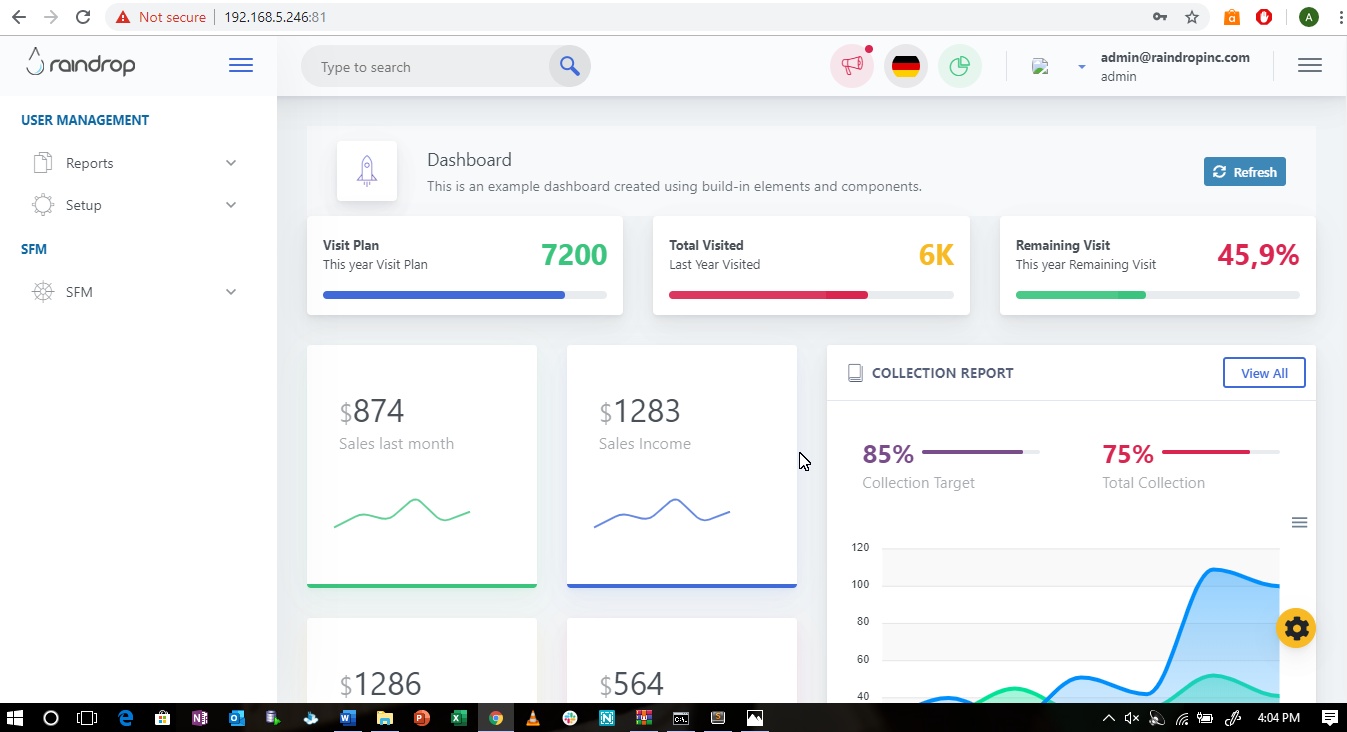 Not secure
192.168.5.246:81
A
raindrop
Type to search
admin@raindropinc.com
admin
USER MANAGEMENT
Reports
Setup
SFM
SFM
Dashboard
This is an example dashboard created using build-in elements and components.
Refresh
Visit Plan
This year Visit Plan
7200
Total Visited
Last Year Visited
6K
Remaining Visit
This year Remaining Visit
45,9%
$874
Sales last month
$1283
Sales Income
$1286
$564
COLLECTION REPORT
View All
85%
Collection Target
75%
Total Collection
120
100
80
60
40
4:04 PM